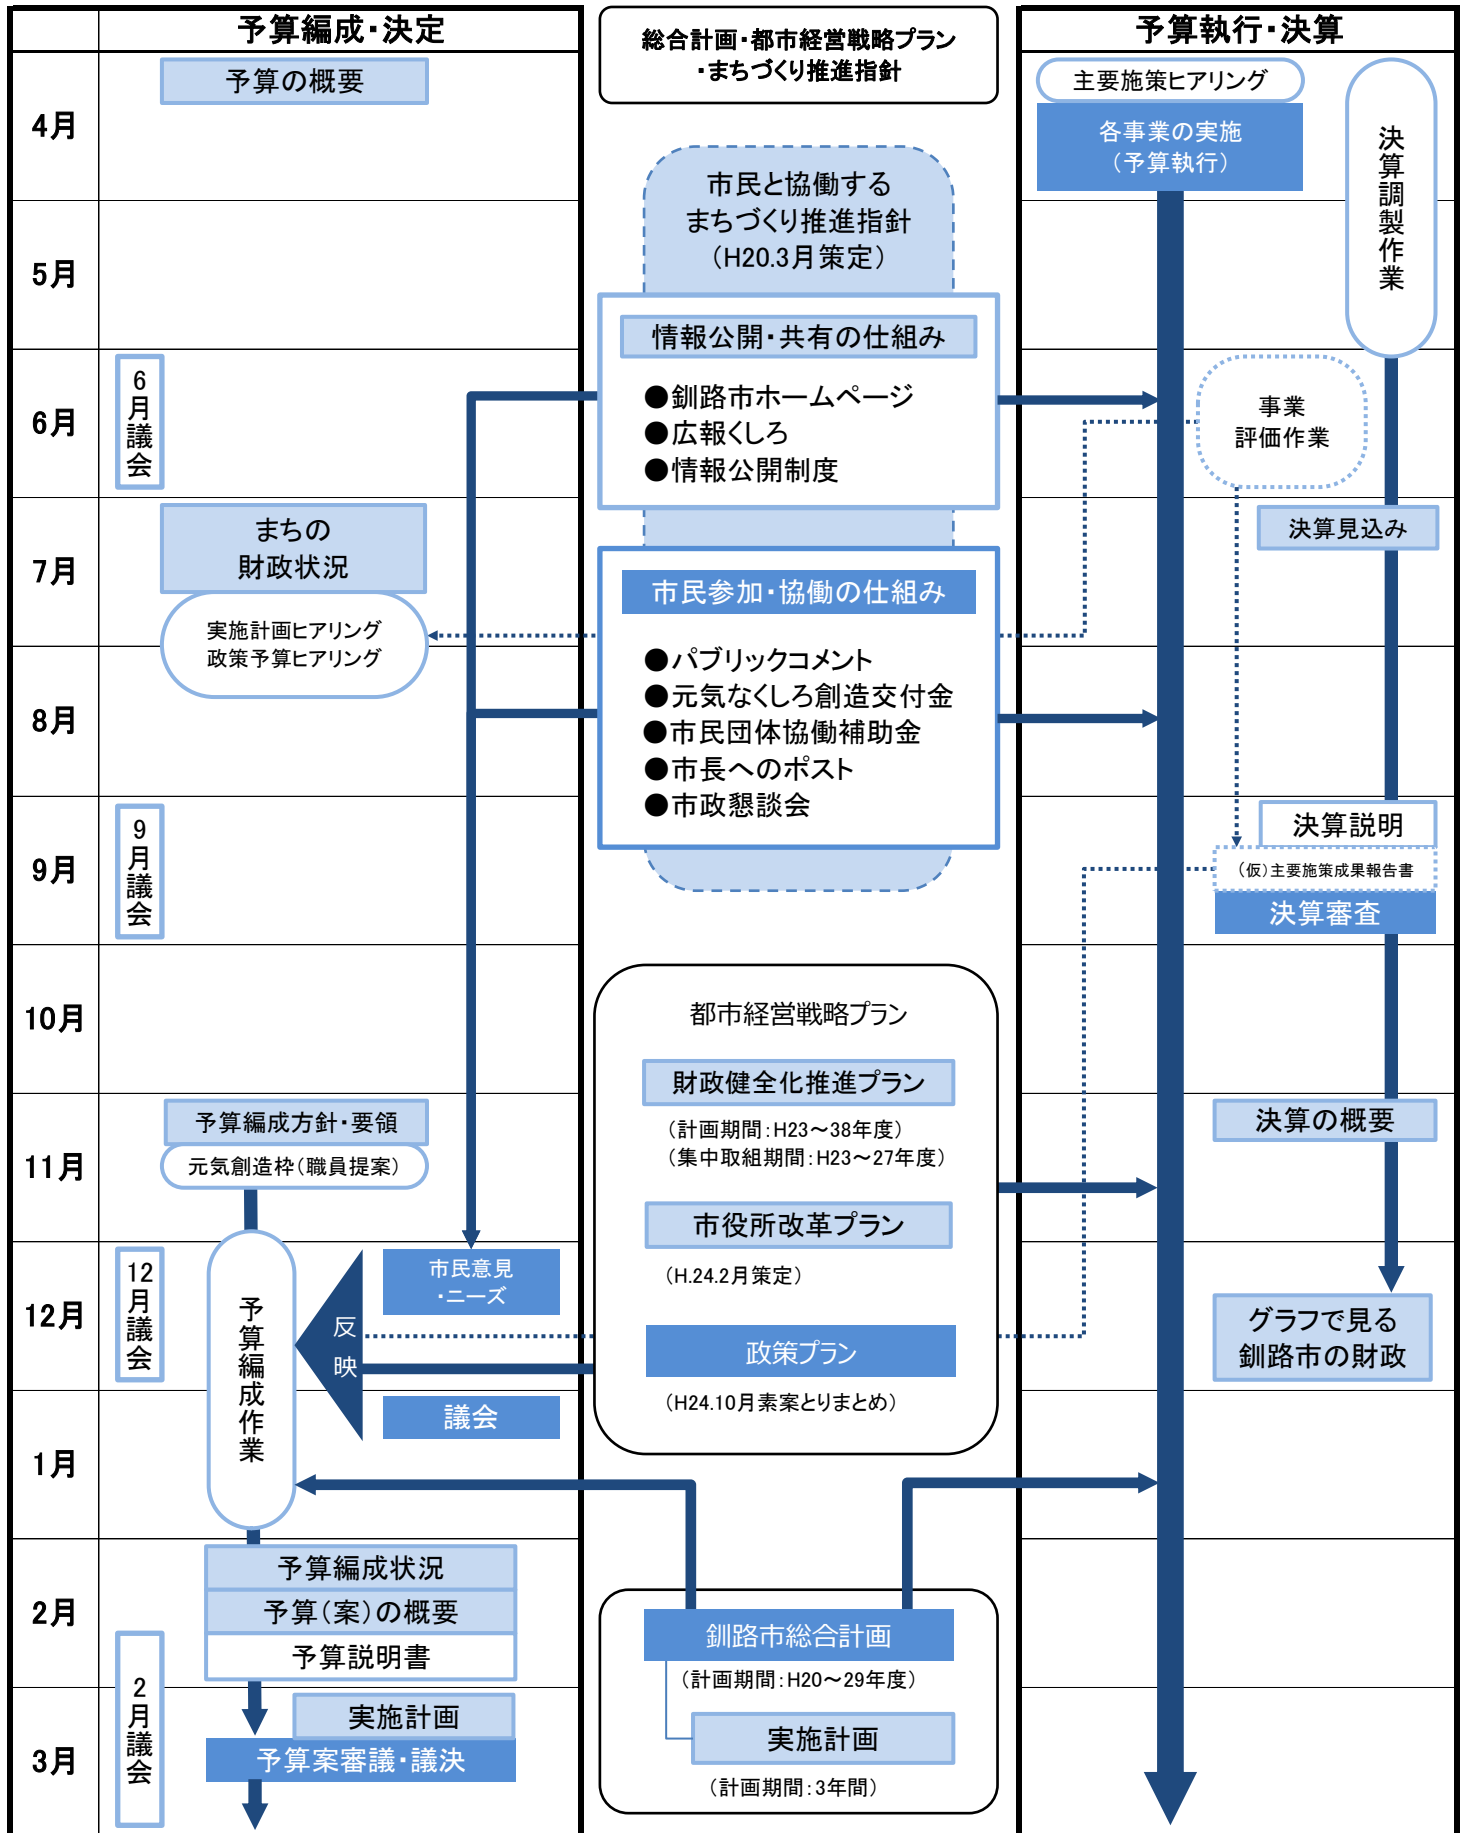 予算編成・決定
総合計画・都市経営戦略プラン
・まちづくり推進指針
予算執行・決算
4月
予算の概要
主要施策ヒアリング
各事業の実施
（予算執行）
決算調製作業
市民と協働する
まちづくり推進指針
（H20.3月策定）
5月
情報公開・共有の仕組み
●釧路市ホームページ
●広報くしろ
●情報公開制度
6月
6月議会
事業
評価作業
7月
まちの
財政状況
実施計画ヒアリング
政策予算ヒアリング
決算見込み
市民参加・協働の仕組み
●パブリックコメント
●元気なくしろ創造交付金
●市民団体協働補助金
●市長へのポスト
●市政懇談会
8月
9月
9月議会
決算説明
（仮）主要施策成果報告書
決算審査
10月
都市経営戦略プラン
財政健全化推進プラン
（計画期間：H23～38年度）
（集中取組期間：H23～27年度）
市役所改革プラン
（H.24.2月策定）
政策プラン
（H24.10月素案とりまとめ）
11月
予算編成方針・要領
元気創造枠（職員提案）
決算の概要
12月
12月議会
予算編成作業
反映
市民意見
・ニーズ
議会
グラフで見る
釧路市の財政
1月
2月
予算編成状況
予算（案）の概要
予算説明書
釧路市総合計画
（計画期間：H20～29年度）
実施計画
（計画期間：3年間）
2月議会
3月
実施計画
予算案審議・議決